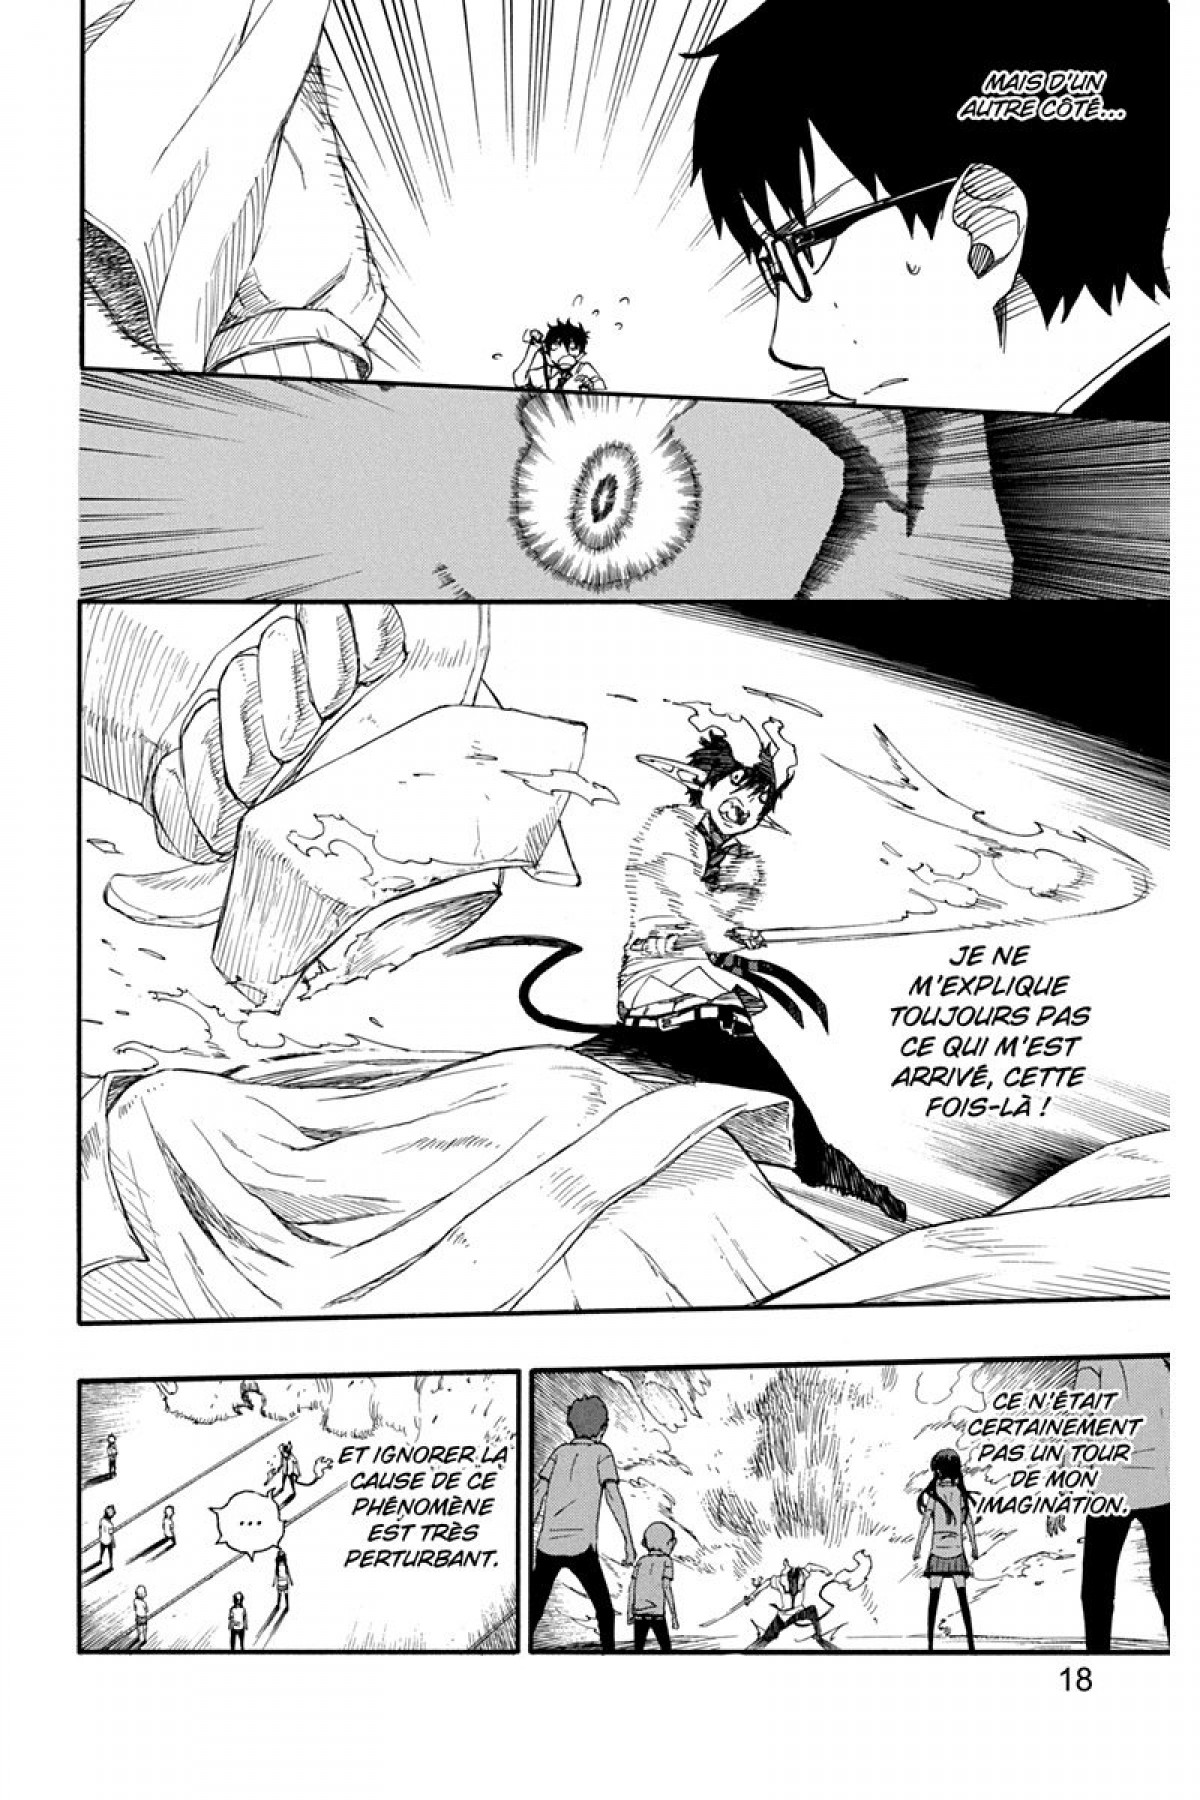 MAIS D'UN
AUTRE CÔTÉ...
JE NE
M'EXPLIQUE
TOUJOURS PAS
CE QUI M'EST
ARRIVÉ, CETTE
FOIS-LÀ !
CE N'ÉTAIT
CERTAINEMENT
PAS UN TOUR
DE MON
IMAGINATION.
ET IGNORER LA
CAUSE DE CE
PHÉNOMÈNE
EST TRÈS
PERTURBANT.
...
18